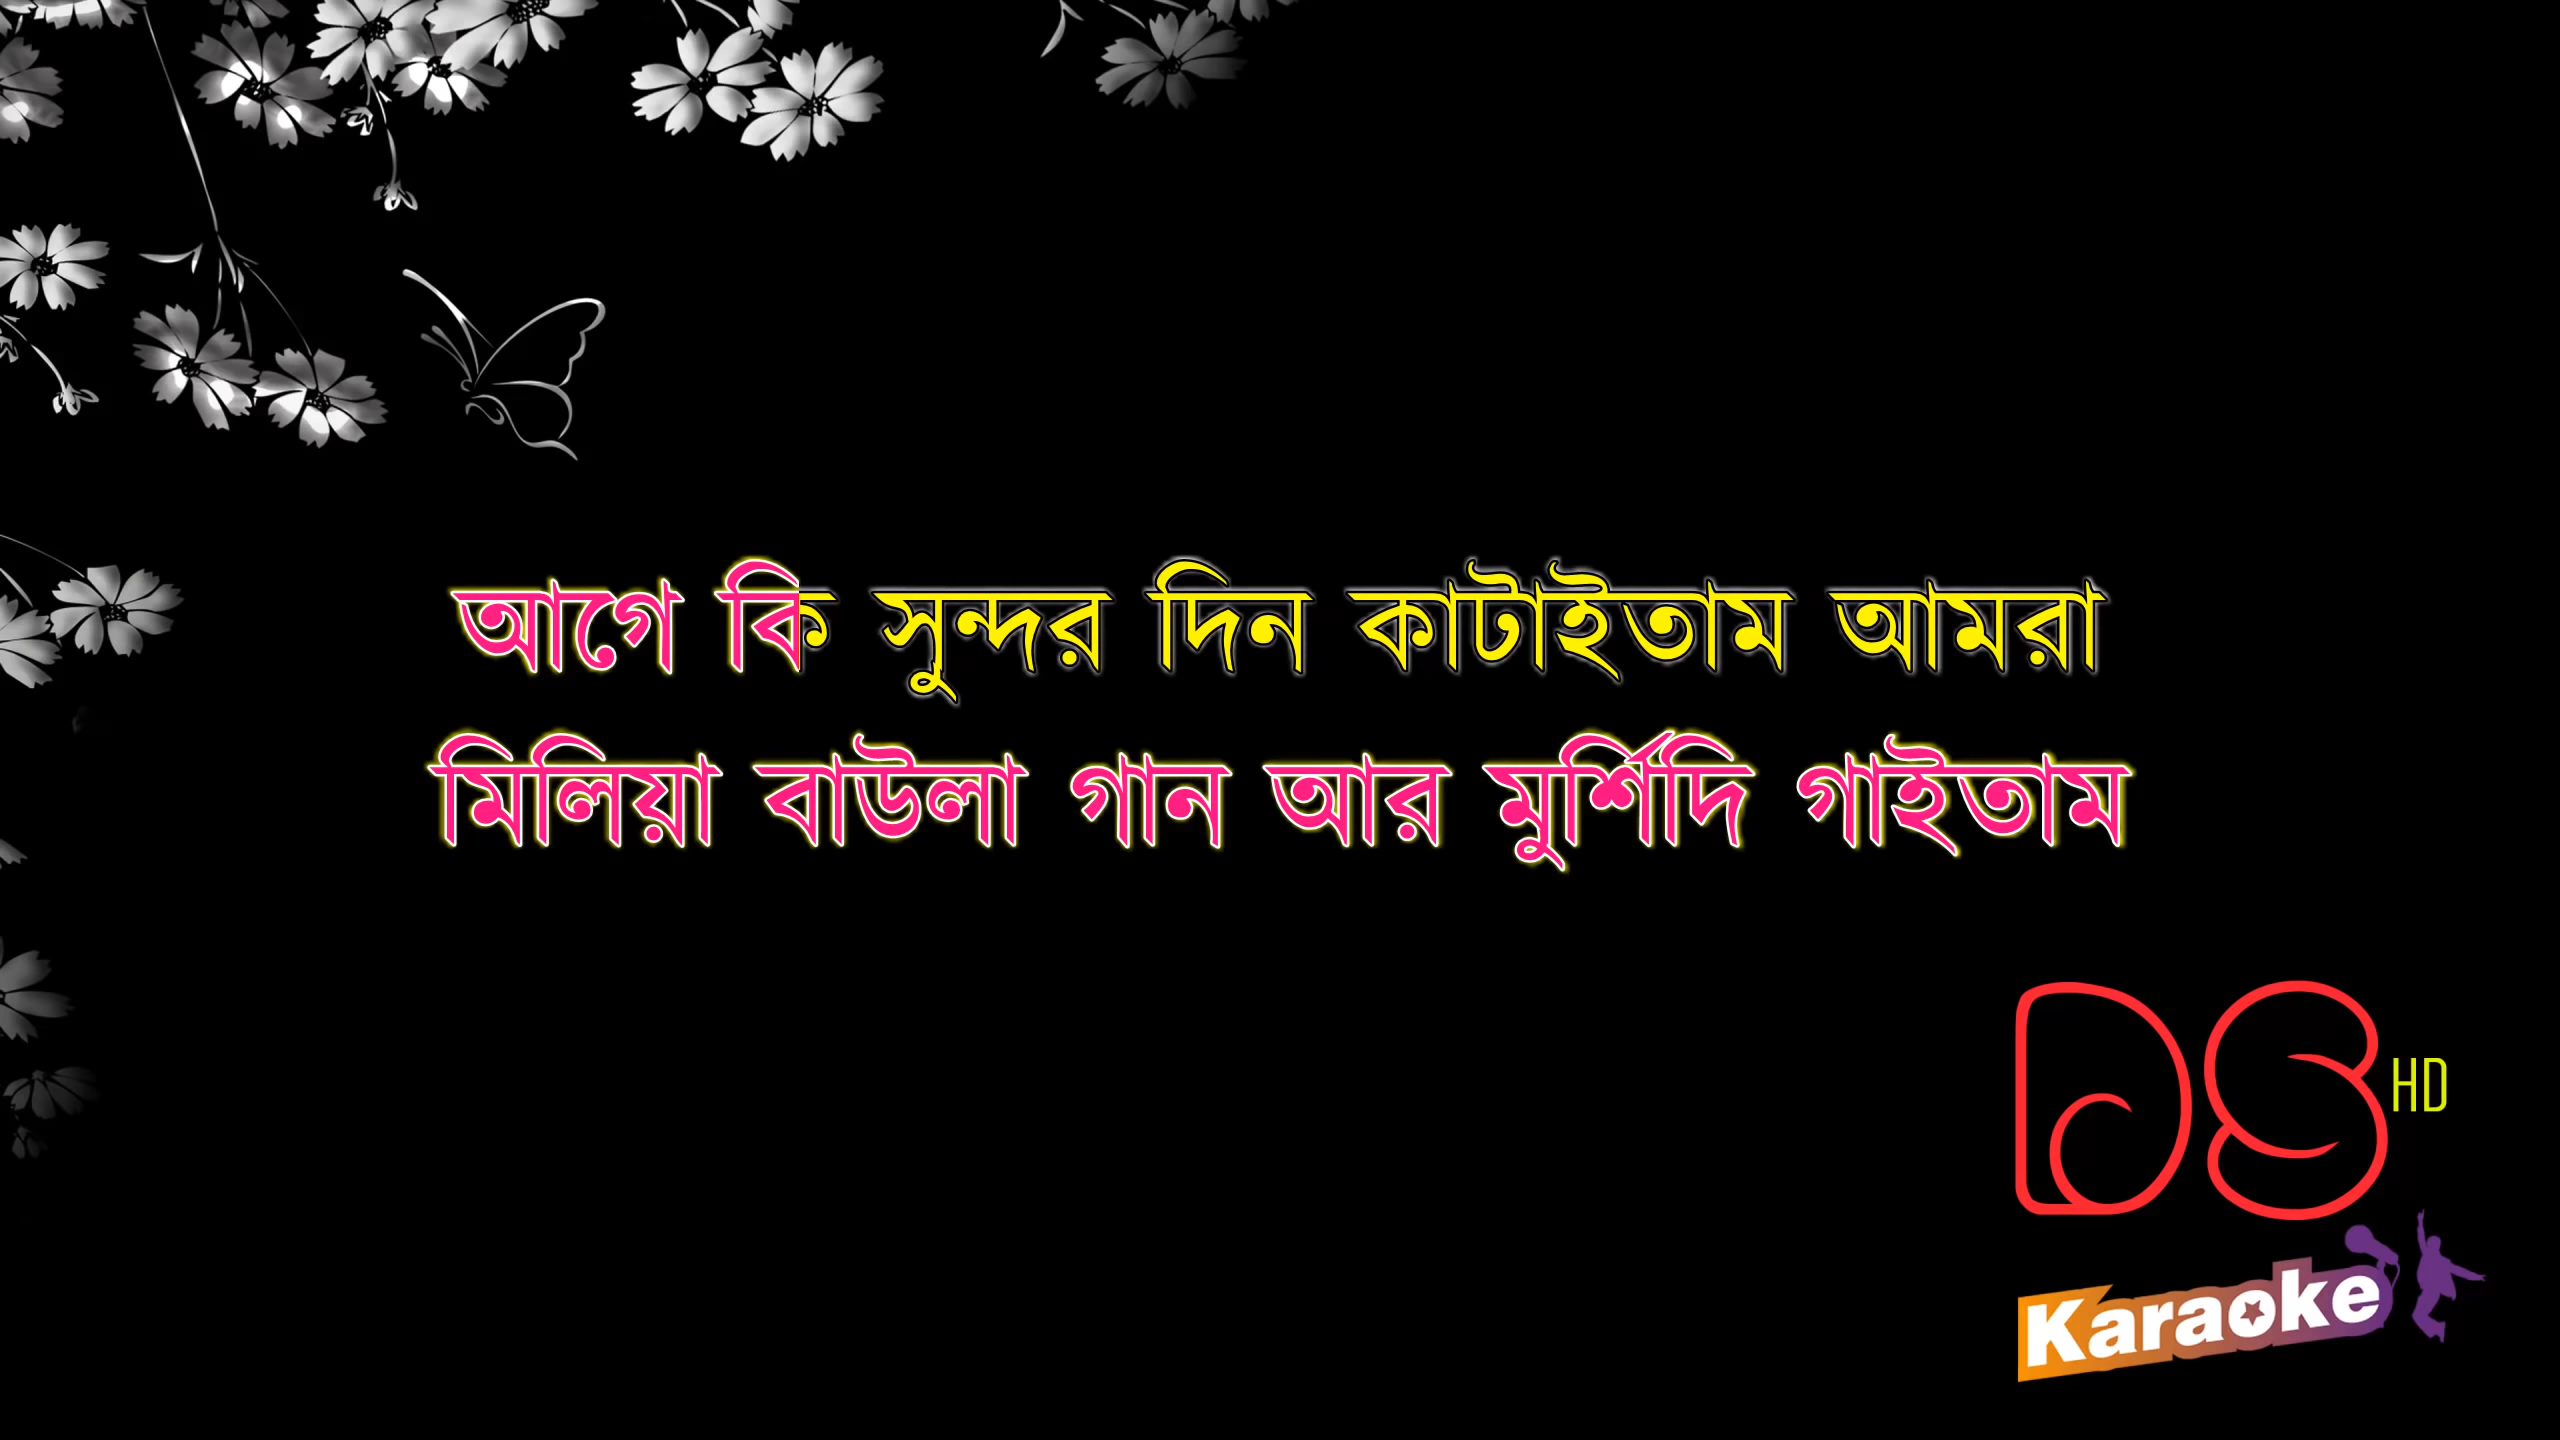 আগে কি সুন্দর দিন কাটাইতাম আমরা
মিলিয়া বাউলা গান আর মুর্শিদি গাইতাম
DS HD
Karaoke